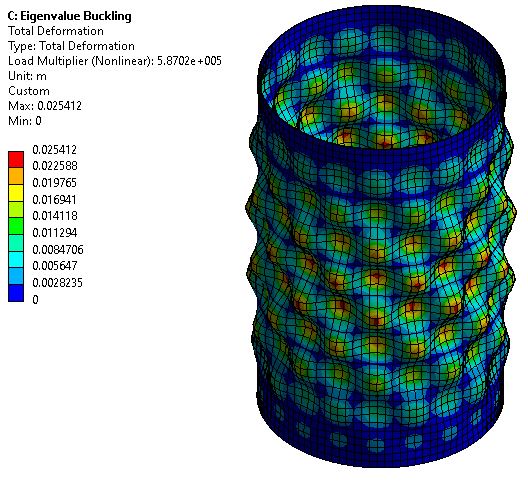 C: Eigenvalue Buckling
Total Deformation
Type: Total Deformation
Load Multiplier (Nonlinear): 5.8702e+005
Unit: m
Custom
Max: 0.025412
Min: 0
0.025412
0.022588
0.019765
0.016941
0.014118
0.011294
0.0084706
0.005647
0.0028235
0